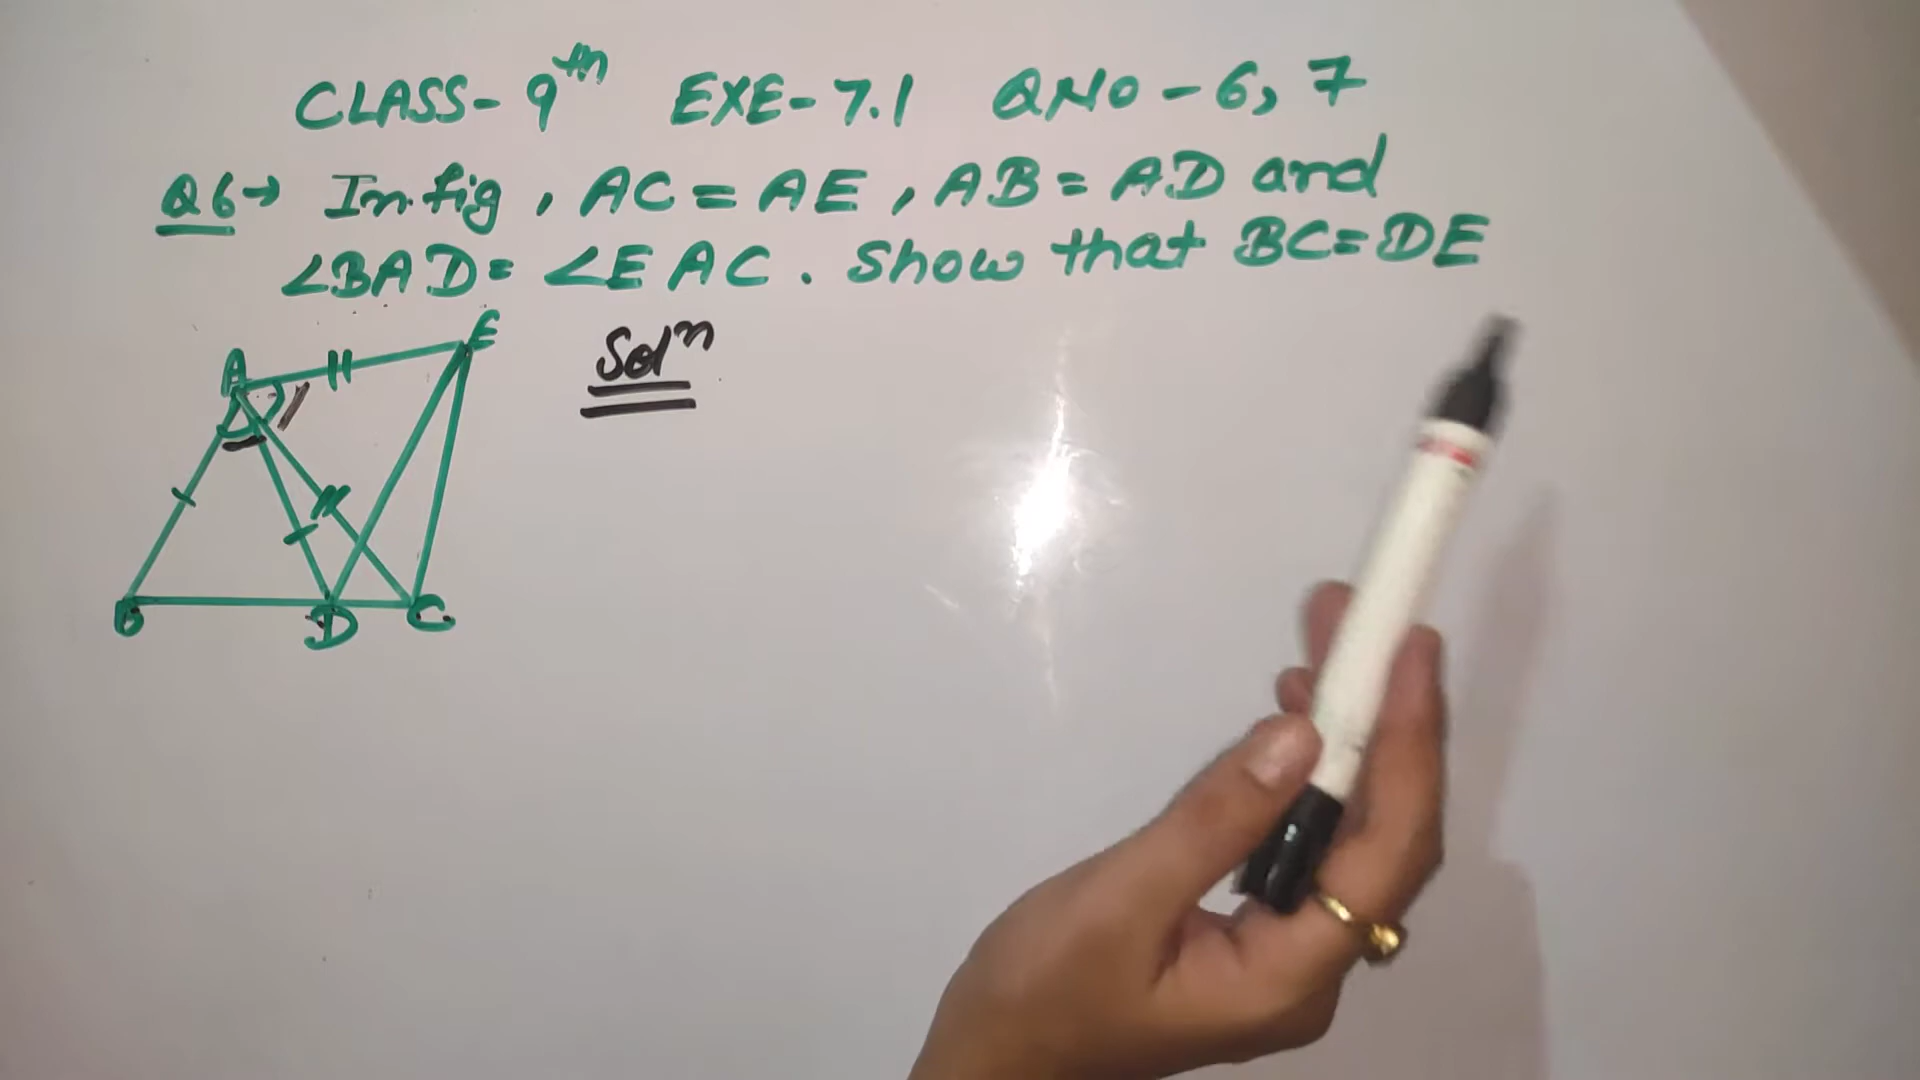 CLASS- 9th EXE-7.1 QNO-6,7
Q6→ In fig, AC = AE, AB = AD and
∠BAD = ∠EAC. Show that BC=DE
Solⁿ
A
E
B
D
C